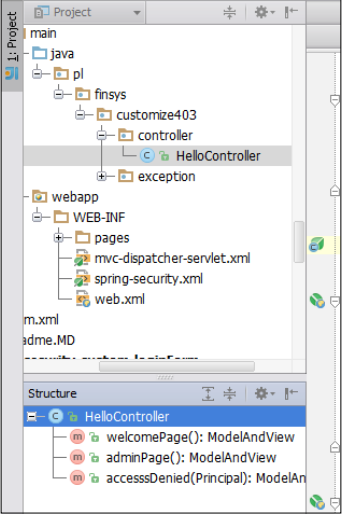 1: Project
Project
main
java
pl
finsys
customize403
controller
HelloController
exception
webapp
WEB-INF
pages
mvc-dispatcher-servlet.xml
spring-security.xml
web.xml
m.xml
adme.MD
security_custom_loginForm
Structure
HelloController
welcomePage(): ModelAndView
adminPage(): ModelAndView
accesssDenied(Principal): ModelAn